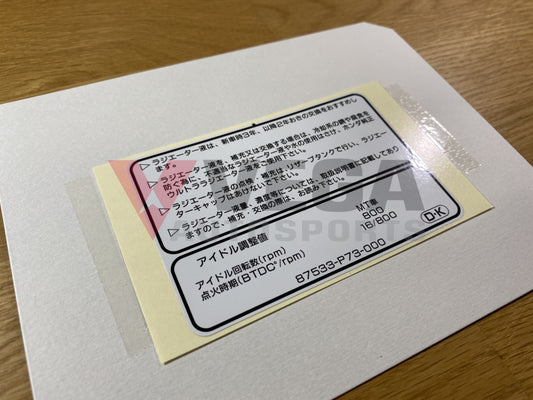 ▷ ラジエーター液は、新車時3年、以降2年おきの交換をおすすめし
ます。
▷ ラジエーター液を、補充又は交換する場合は、冷却系の錆や腐食を
防ぐ為に、不適当なラジエーター液や水の使用はさけ、ホンダ純正
ウルトララジエーター液をご使用下さい。
▷ ラジエーター液の点検・補充は、リザーブタンクで行い、ラジエー
ターキャップはあけないで下さい。
▷ ラジエーター液量、濃度等については、取扱説明書に記載してあり
ますので、補充・交換の際は、お読み下さい。
アイドル調整値
MT車
アイドル回転数(rpm) 800
点火時期(BTDC°/rpm) 16/800
87533-P73-000
D-K
VEGA
AUTOSPORTS